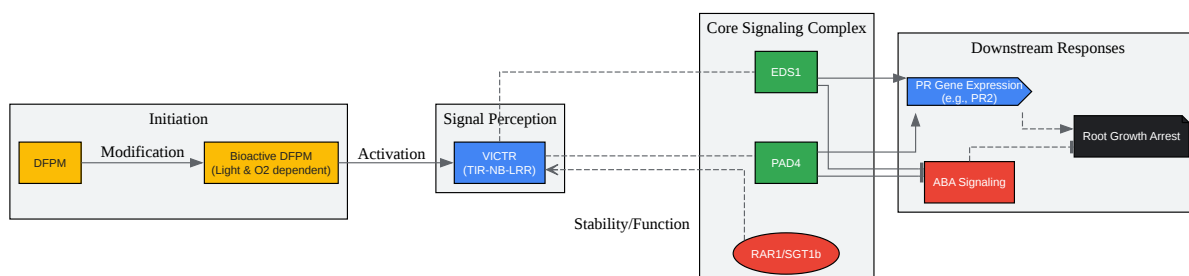 Initiation
DFPM
Modification
Bioactive DFPM
(Light & O2 dependent)
Activation
Signal Perception
VICTR
(TIR-NB-LRR)
Stability/Function
Core Signaling Complex
EDS1
PAD4
RAR1/SGT1b
Downstream Responses
PR Gene Expression
(e.g., PR2)
ABA Signaling
Root Growth Arrest